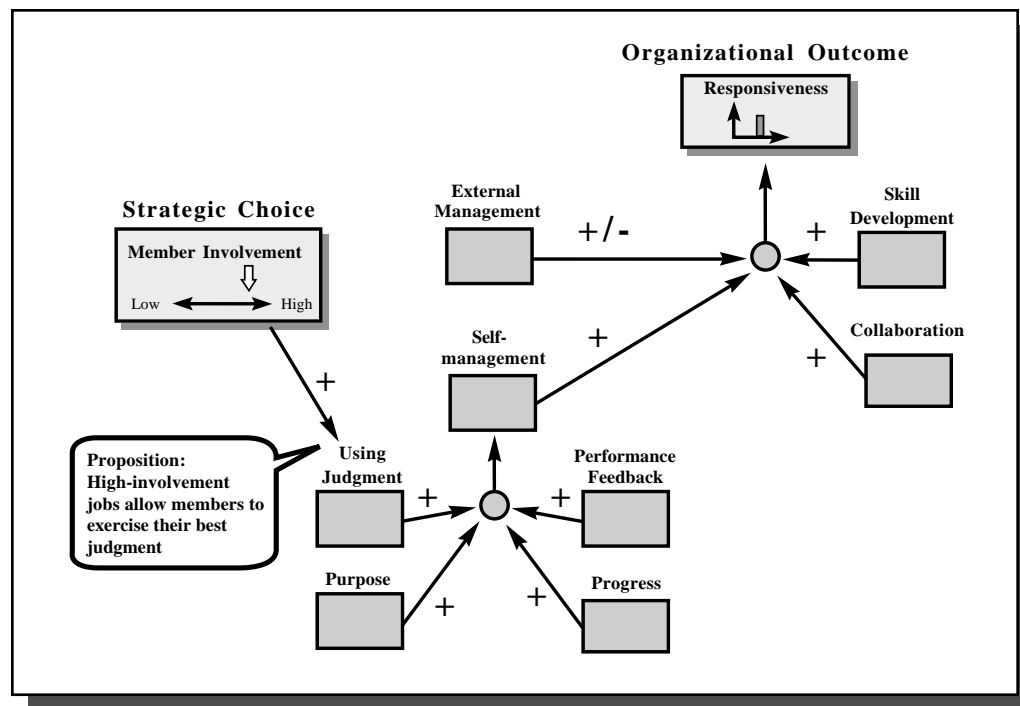 Organizational Outcome
Responsiveness
External
Management
+/-
+
Skill
Development
Strategic Choice
Member Involvement
Low
High
+
Self-
management
+
Collaboration
+
Proposition:
High-involvement
jobs allow members to
exercise their best
judgment
Using
Judgment
+
Performance
Feedback
+
Purpose
+
Progress
+